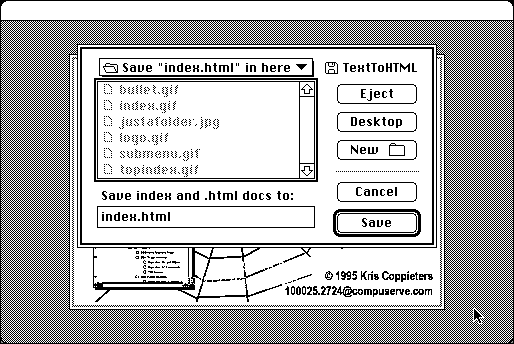 Save "index.html" in here
TextToHTML
bullet.gif
index.gif
justafolder.jpg
logo.gif
submenu.gif
topindex.gif
Eject
Desktop
New
Cancel
Save
Save index and .html docs to:
index.html
© 1995 Kris Coppieters
100025.2724@compuserve.com